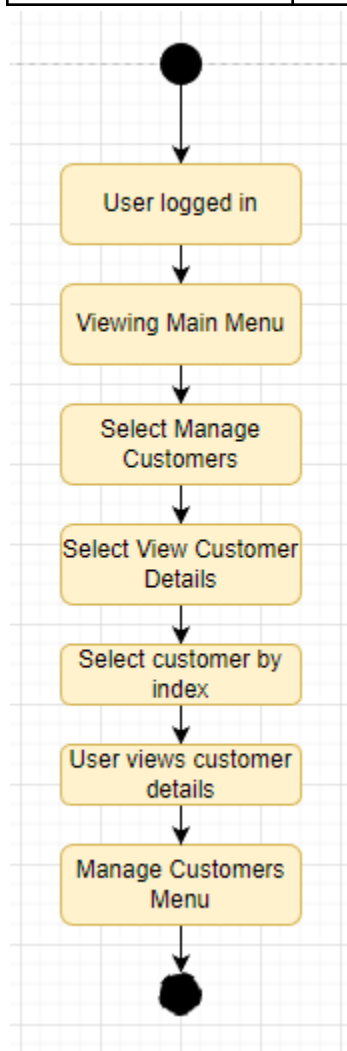 User logged in
Viewing Main Menu
Select Manage
Customers
Select View Customer
Details
Select customer by
index
User views customer
details
Manage Customers
Menu